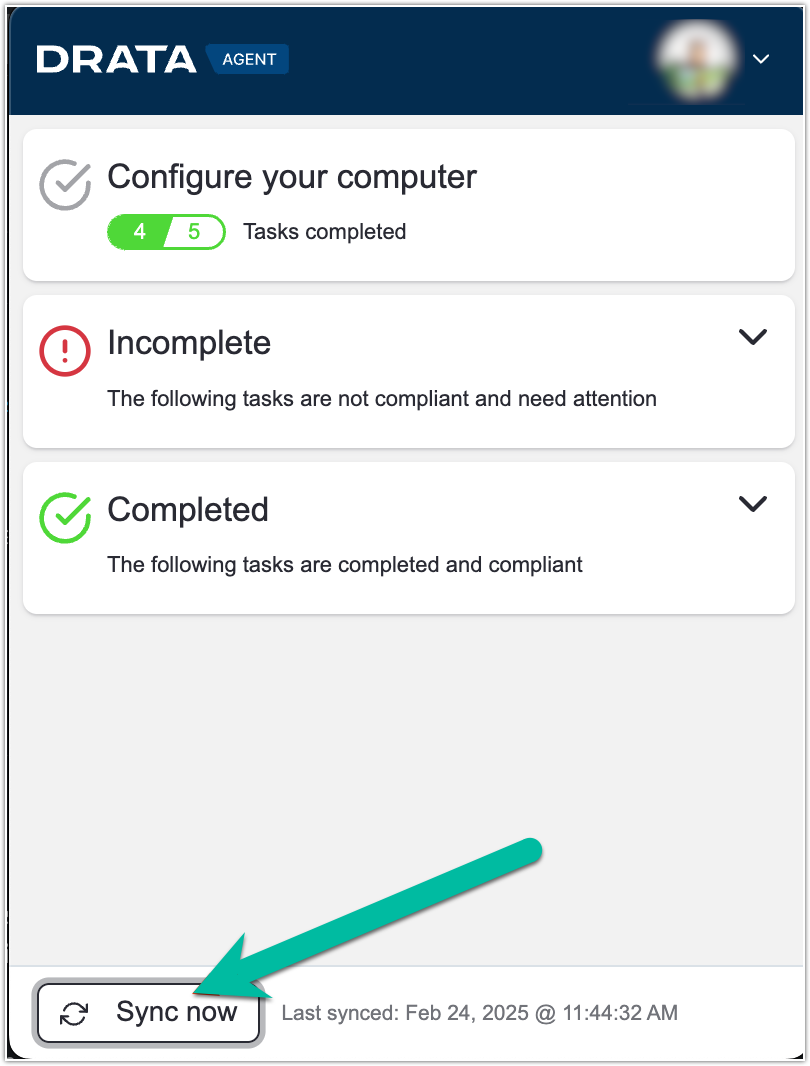 DRATA AGENT
Configure your computer
4 5 Tasks completed
Incomplete
The following tasks are not compliant and need attention
Completed
The following tasks are completed and compliant
Sync now Last synced: Feb 24, 2025 @ 11:44:32 AM